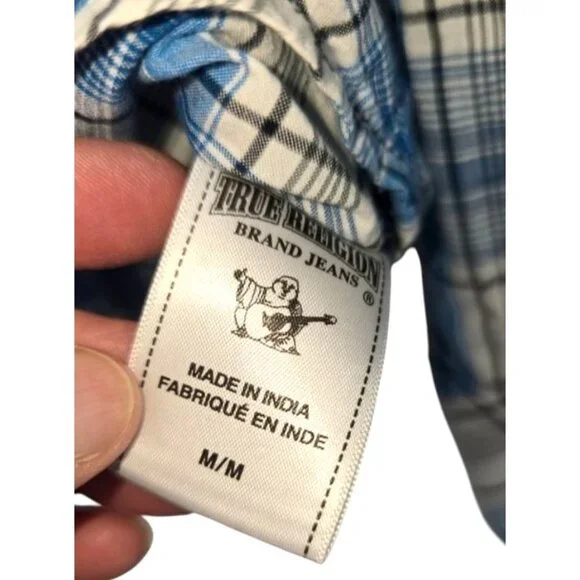 TRUE RELIGION
BRAND JEANS ®
MADE IN INDIA
FABRIQUÉ EN INDE
M/M